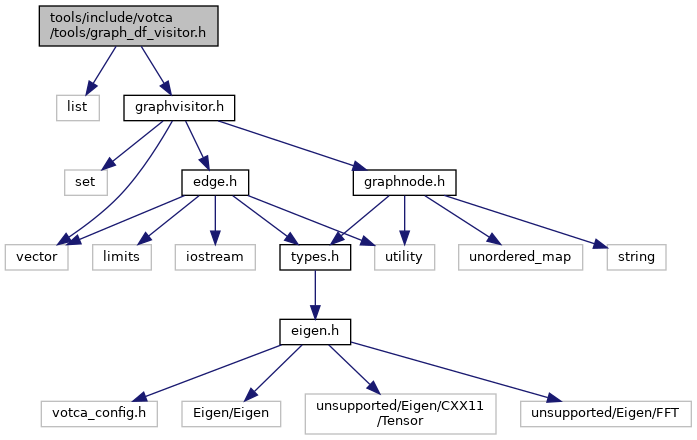 tools/include/votca
/tools/graph_df_visitor.h
list
graphvisitor.h
set
edge.h
graphnode.h
vector
limits
iostream
types.h
utility
unordered_map
string
eigen.h
votca_config.h
Eigen/Eigen
unsupported/Eigen/CXX11
/Tensor
unsupported/Eigen/FFT